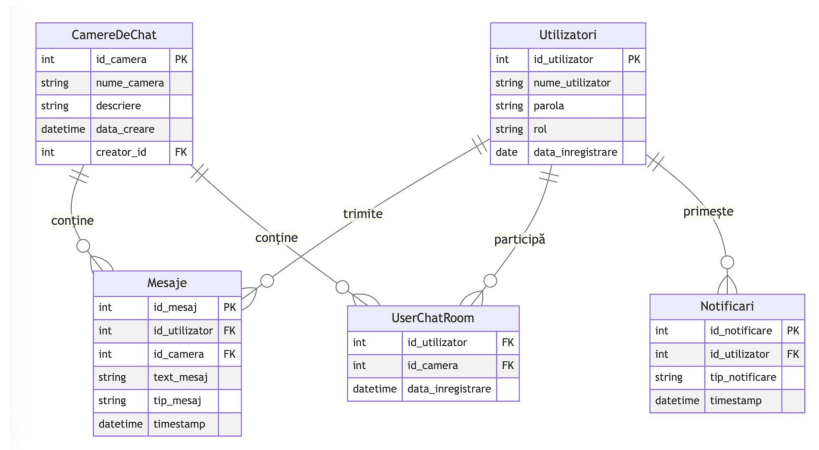 CamereDeChat
int id_camera PK
string nume_camera
string descriere
datetime data_creare
int creator_id FK
Utilizatori
int id_utilizator PK
string nume_utilizator
string parola
string rol
date data_inregistrare
conține
conține
trimite
participă
primește
Mesaje
int id_mesaj PK
int id_utilizator FK
int id_camera FK
string text_mesaj
string tip_mesaj
datetime timestamp
UserChatRoom
int id_utilizator FK
int id_camera FK
datetime data_inregistrare
Notificari
int id_notificare PK
int id_utilizator FK
string tip_notificare
datetime timestamp